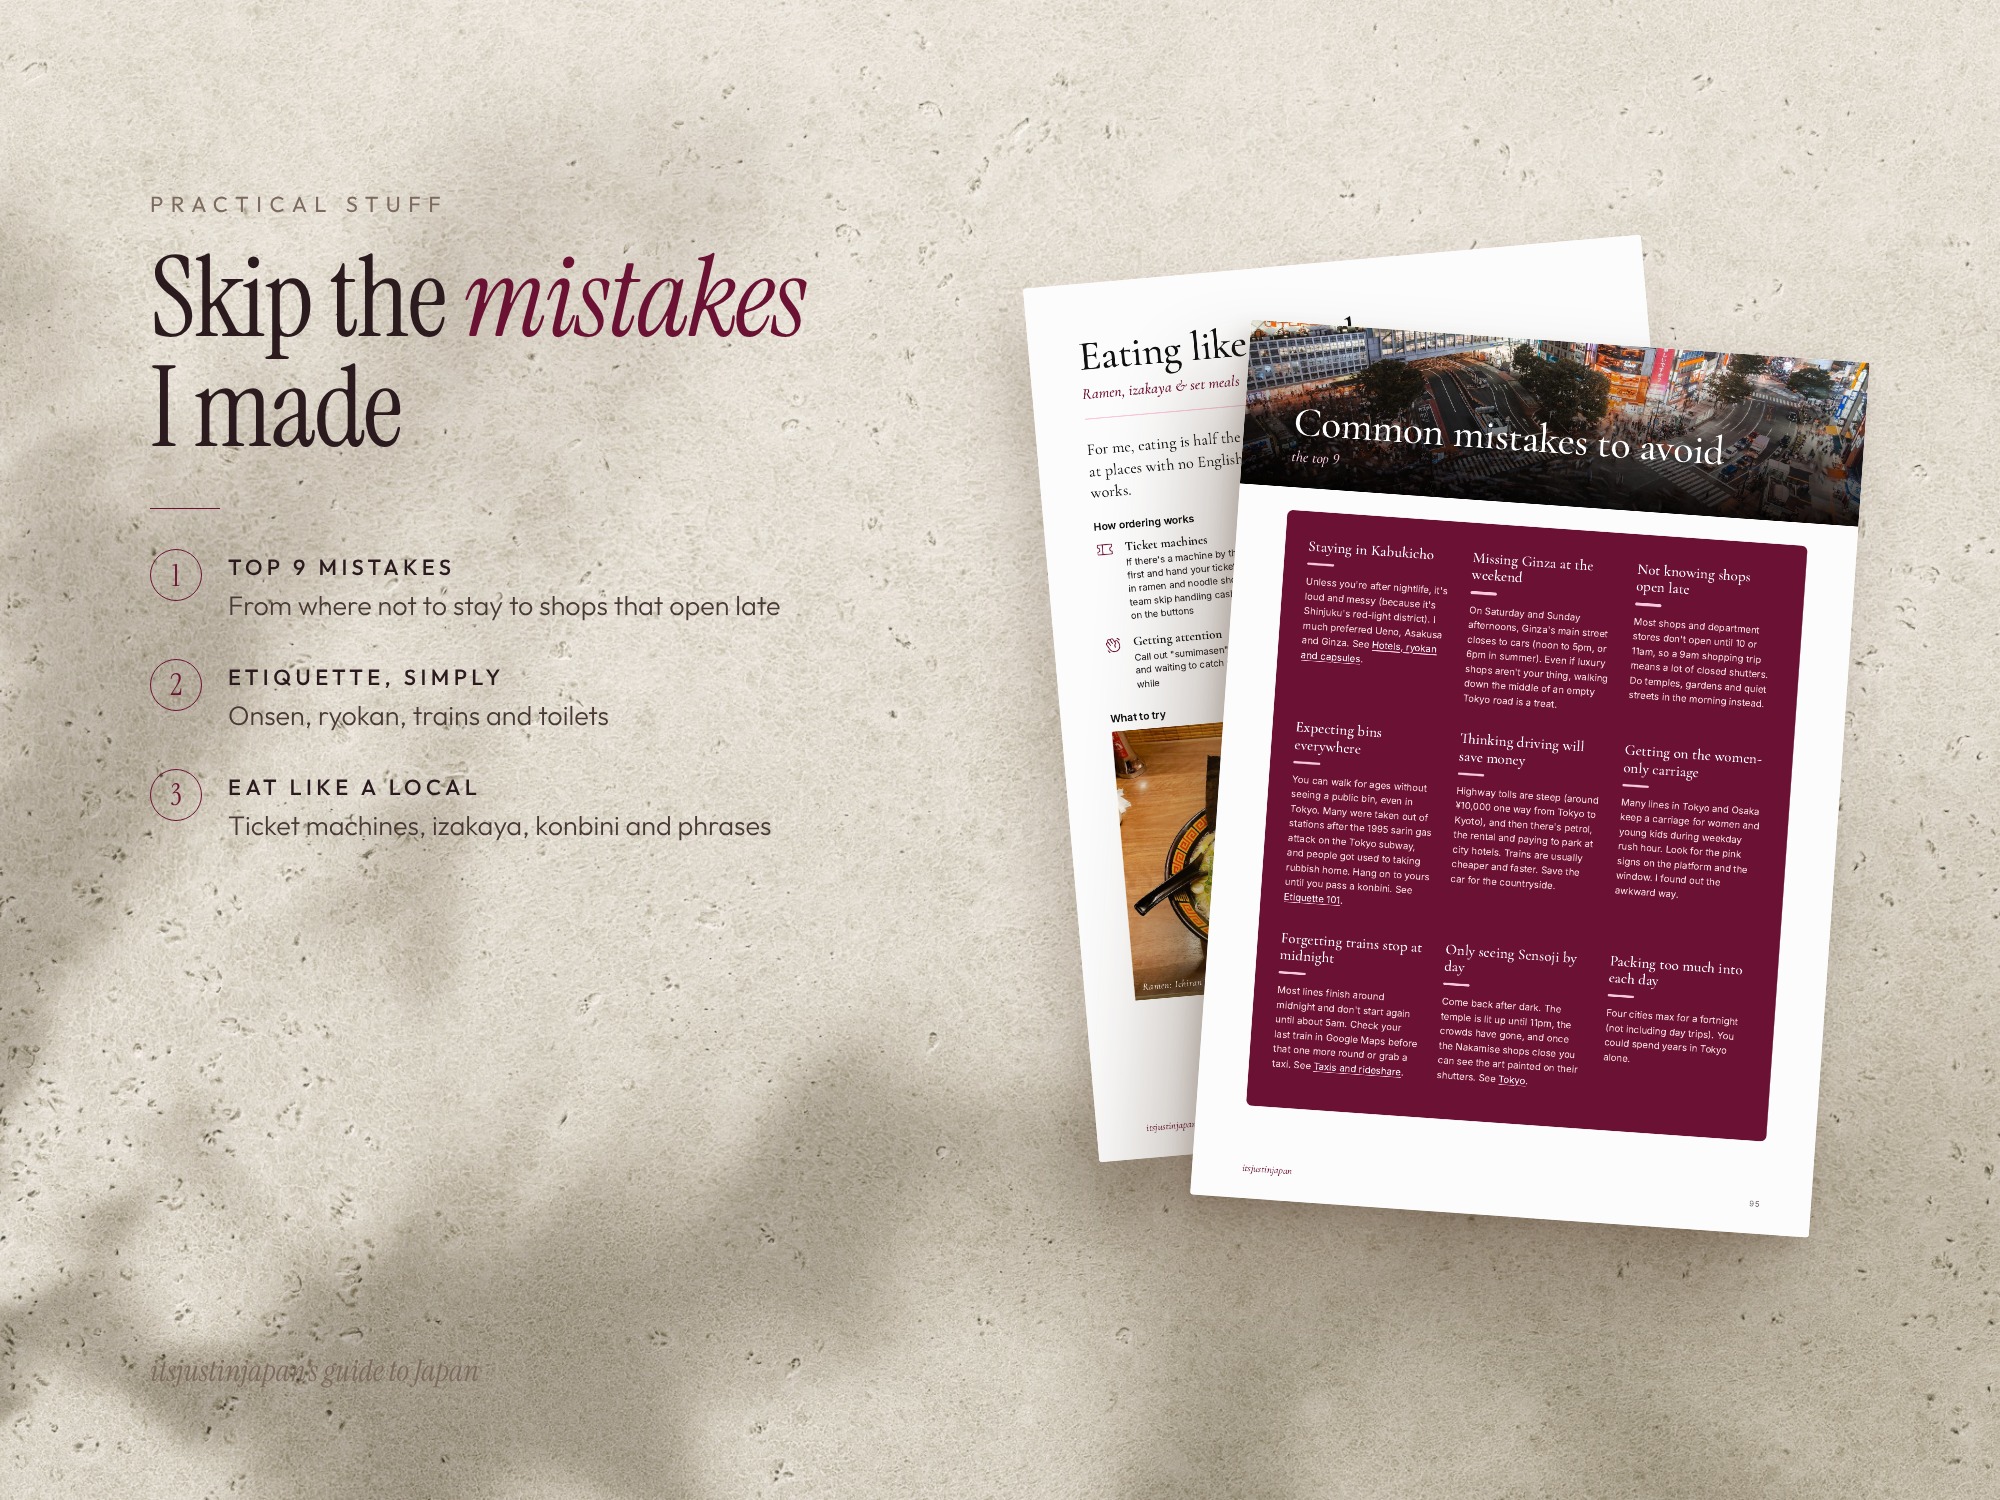 PRACTICAL STUFF
Skip the mistakes
I made
1
TOP 9 MISTAKES
From where not to stay to shops that open late
2
ETIQUETTE, SIMPLY
Onsen, ryokan, trains and toilets
3
EAT LIKE A LOCAL
Ticket machines, izakaya, konbini and phrases
itsjustinjapan's guide to Japan
Eating like
Ramen, izakaya & set meals
For me, eating is half the
at places with no English
works.
How ordering works
Ticket machines
If there's a machine by
first and hand your
in ramen and noodle
team skip handling
on the buttons
Getting attention
Call out "sumimasen"
and waiting to catch
while
What to try
Ramen: Ichiran
Common mistakes to avoid
the top 9
Staying in Kabukicho
Unless you're after nightlife, it's
loud and messy (because it's
Shinjuku's red-light district). I
much preferred Ueno, Asakusa
and Ginza. See Hotels, ryokan
and capsules.
Missing Ginza at the
weekend
On Saturday and Sunday
afternoons, Ginza's main street
closes to cars (noon to 5pm, or
6pm in summer). Even if luxury
shops aren't your thing, walking
down the middle of an empty
Tokyo road is a treat.
Not knowing shops
open late
Most shops and department
stores don't open until 10 or
11am, so a 9am shopping trip
means a lot of closed shutters.
Do temples, gardens and quiet
streets in the morning instead.
Expecting bins
everywhere
You can walk for ages without
seeing a public bin, even in
Tokyo. Many were taken out of
stations after the 1995 sarin gas
attack on the Tokyo subway,
and people got used to taking
rubbish home. Hang on to yours
until you pass a konbini. See
Etiquette 101.
Thinking driving will
save money
Highway tolls are steep (around
¥10,000 one way from Tokyo to
Kyoto), and then there's petrol,
the rental and paying to park at
city hotels. Trains are usually
cheaper and faster. Save the
car for the countryside.
Getting on the women-
only carriage
Many lines in Tokyo and Osaka
keep a carriage for women and
young kids during weekday
rush hour. Look for the pink
signs on the platform and the
window. I found out the
awkward way.
Forgetting trains stop at
midnight
Most lines finish around
midnight and don't start again
until about 5am. Check your
last train in Google Maps before
that one more round or grab a
taxi. See Taxis and rideshare.
Only seeing Sensoji by
day
Come back after dark. The
temple is lit up until 11pm, the
crowds have gone, and once
the Nakamise shops close you
can see the art painted on their
shutters. See Tokyo.
Packing too much into
each day
Four cities max for a fortnight
(not including day trips). You
could spend years in Tokyo
alone.
itsjustinjapan
itsjustinjapan
95